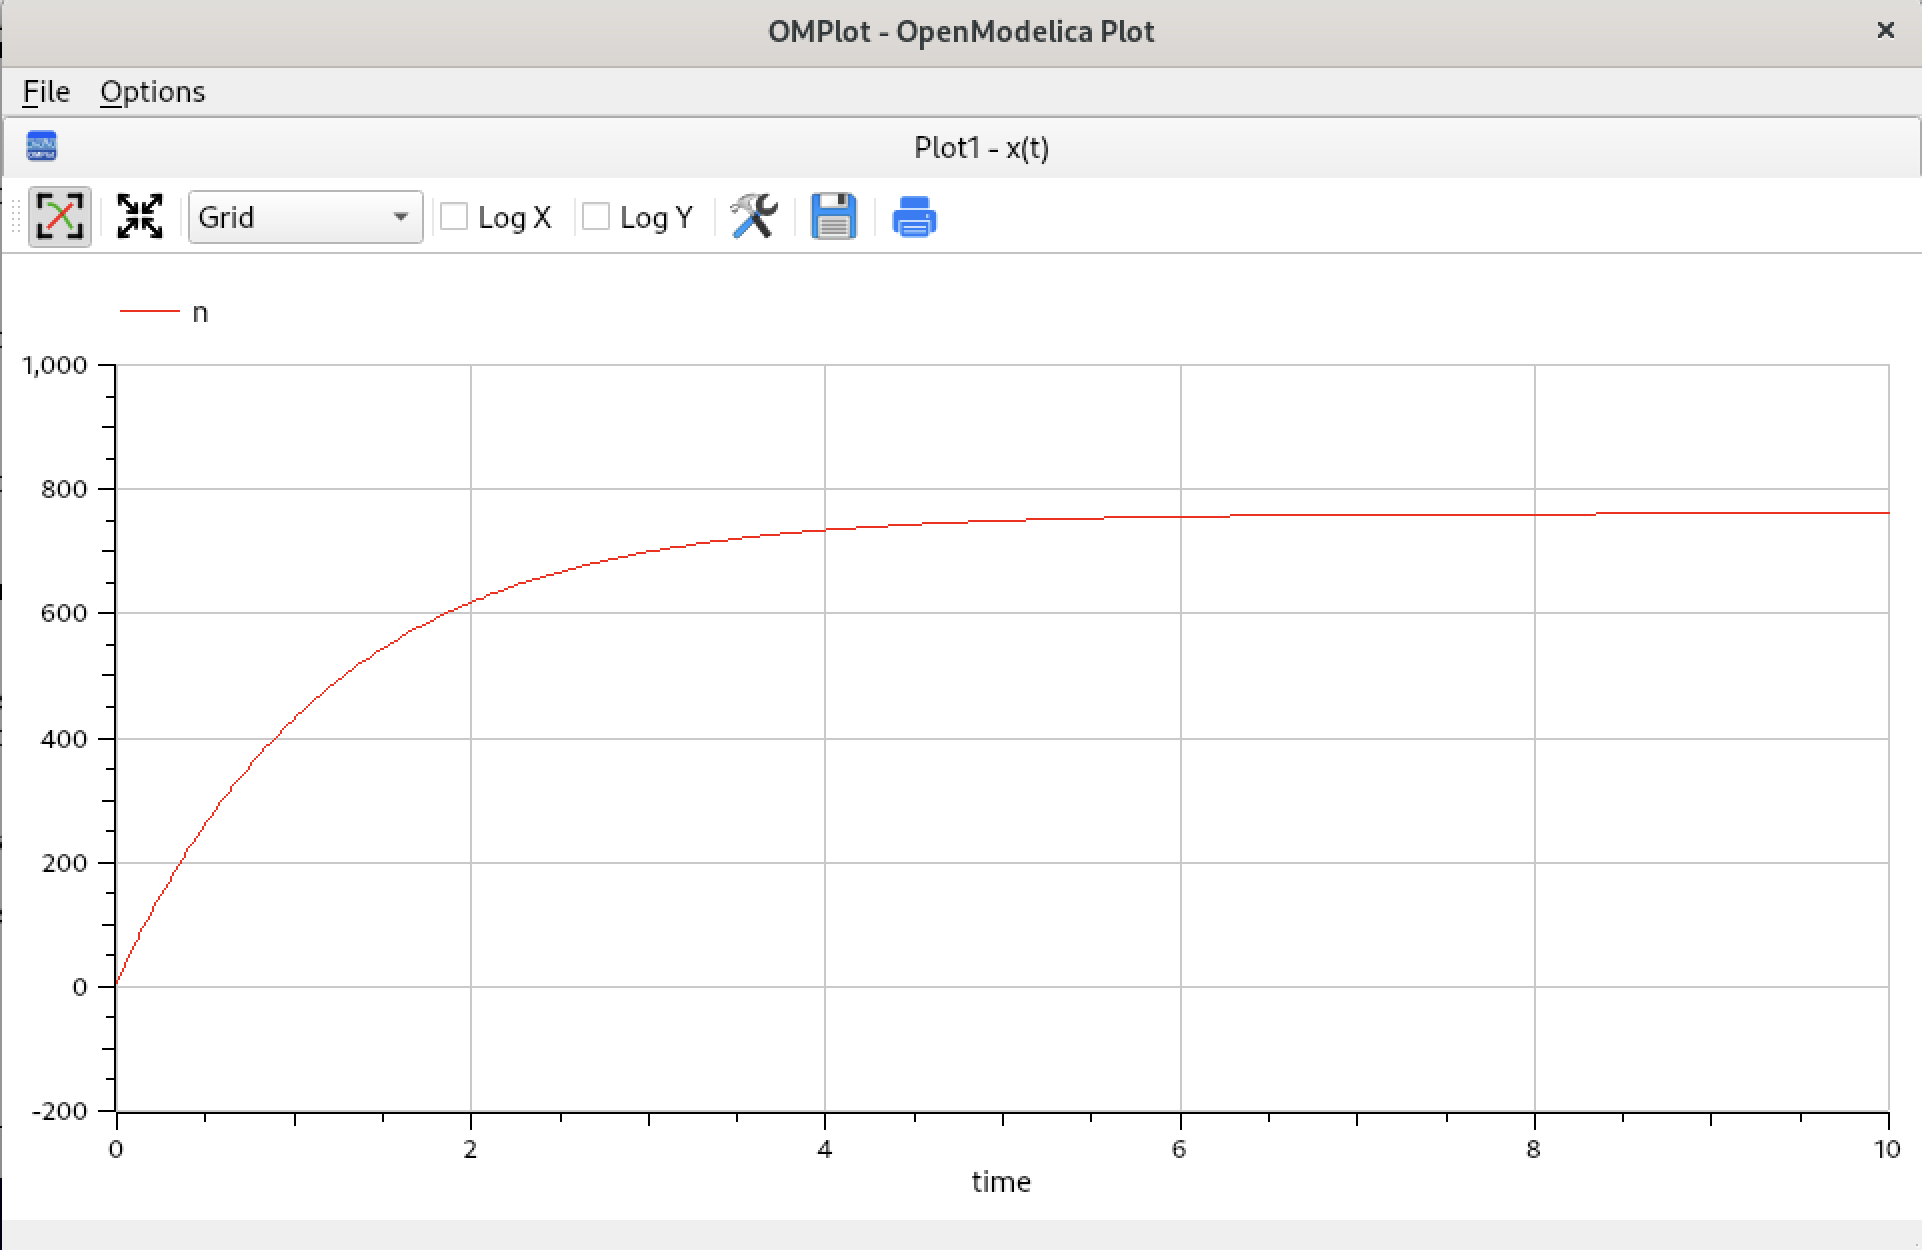 OMPlot - OpenModelica Plot ×
File Options
Plot1 - x(t)
Grid Log X Log Y
n
1,000
800
600
400
200
0
-200
0 2 4 6 8 10
time